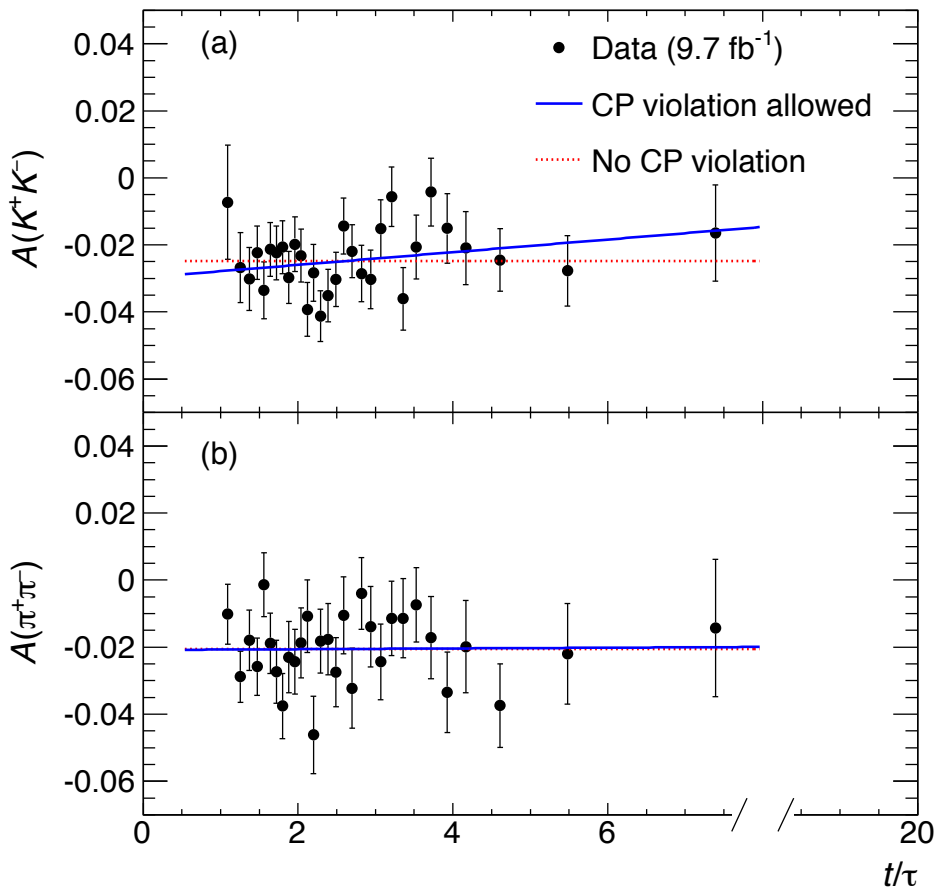 0.04
0.02
0
-0.02
-0.04
-0.06
A(K⁺K⁻)
(a)
Data (9.7 fb⁻¹)
CP violation allowed
No CP violation
0.04
0.02
0
-0.02
-0.04
-0.06
A(π⁺π⁻)
(b)
0 2 4 6 20
t/τ